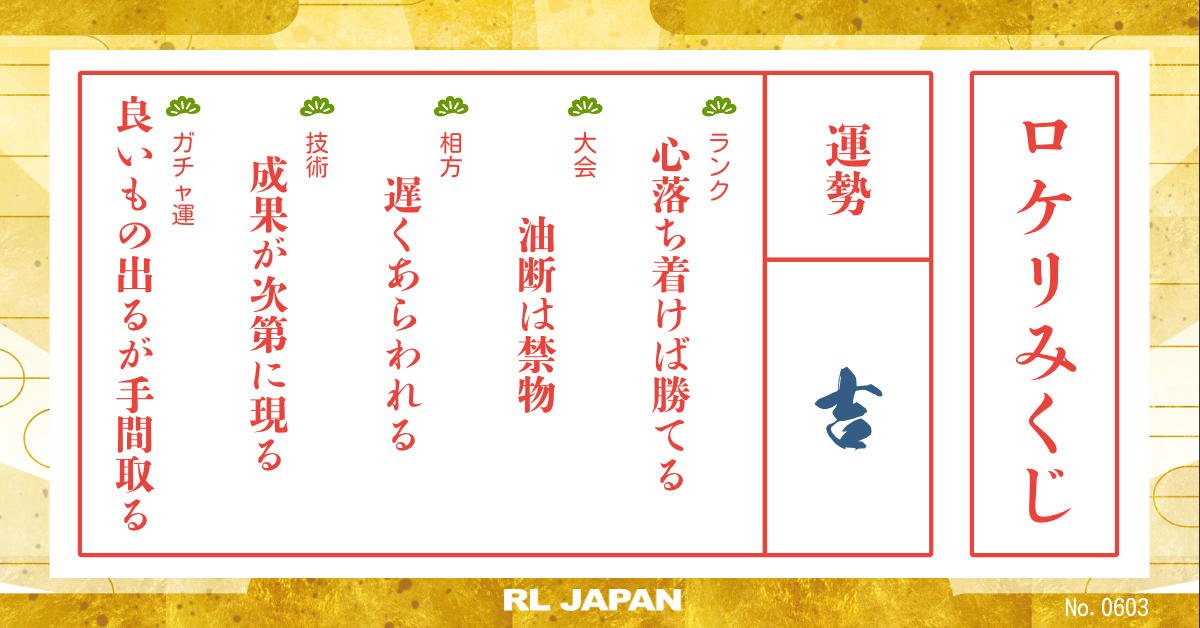 ロケリみくじ
運勢
吉
ランク
心落ち着けば勝てる
大会
油断は禁物
相方
遅くあらわれる
技術
成果が次第に現る
ガチャ運
良いもの出るが手間取る
RL JAPAN
No. 0603